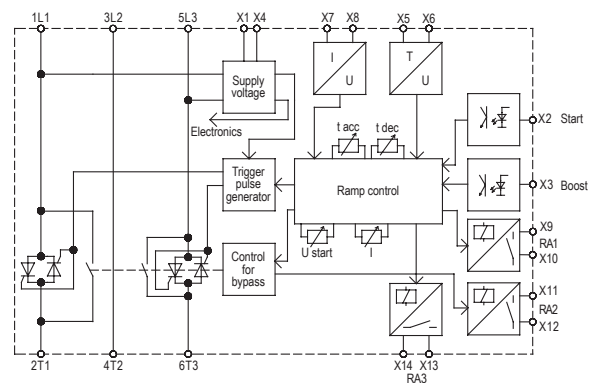 1L1 3L2 5L3 X1 X4 X7 X8 X5 X6
I
U
T
U
Supply
voltage
X2 Start
Electronics
t acc t dec
Trigger
pulse
generator
Ramp control
X3 Boost
X9
RA1
X10
U start I
Control
for
bypass
X11
RA2
X12
2T1 4T2 6T3 X14 X13
RA3